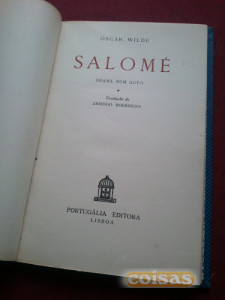 OSCAR WILDE
SALOMÉ
DRAMA NUM ACTO
Tradução de
PORTUGÁLIA EDITORA
LISBOA
coisas